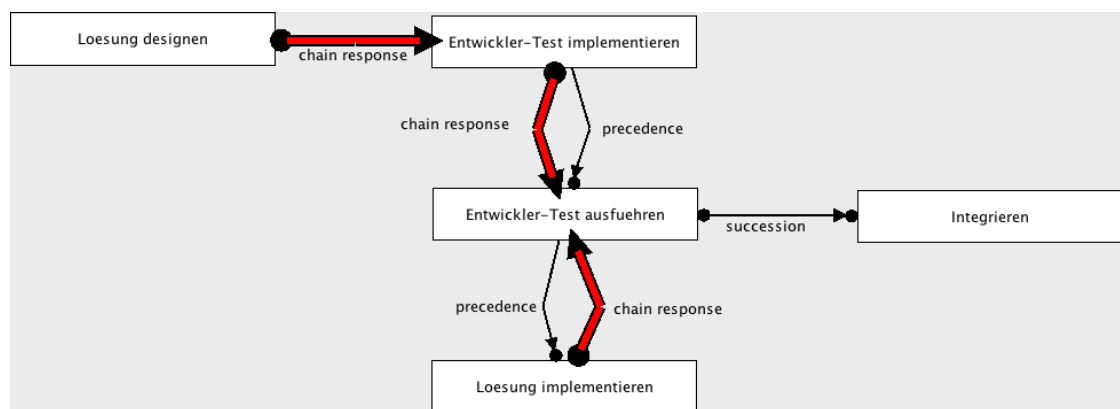 Loesung designen
Entwickler-Test implementieren
chain response
chain response
precedence
Entwickler-Test ausfuehren
Integrieren
succession
precedence
chain response
Loesung implementieren